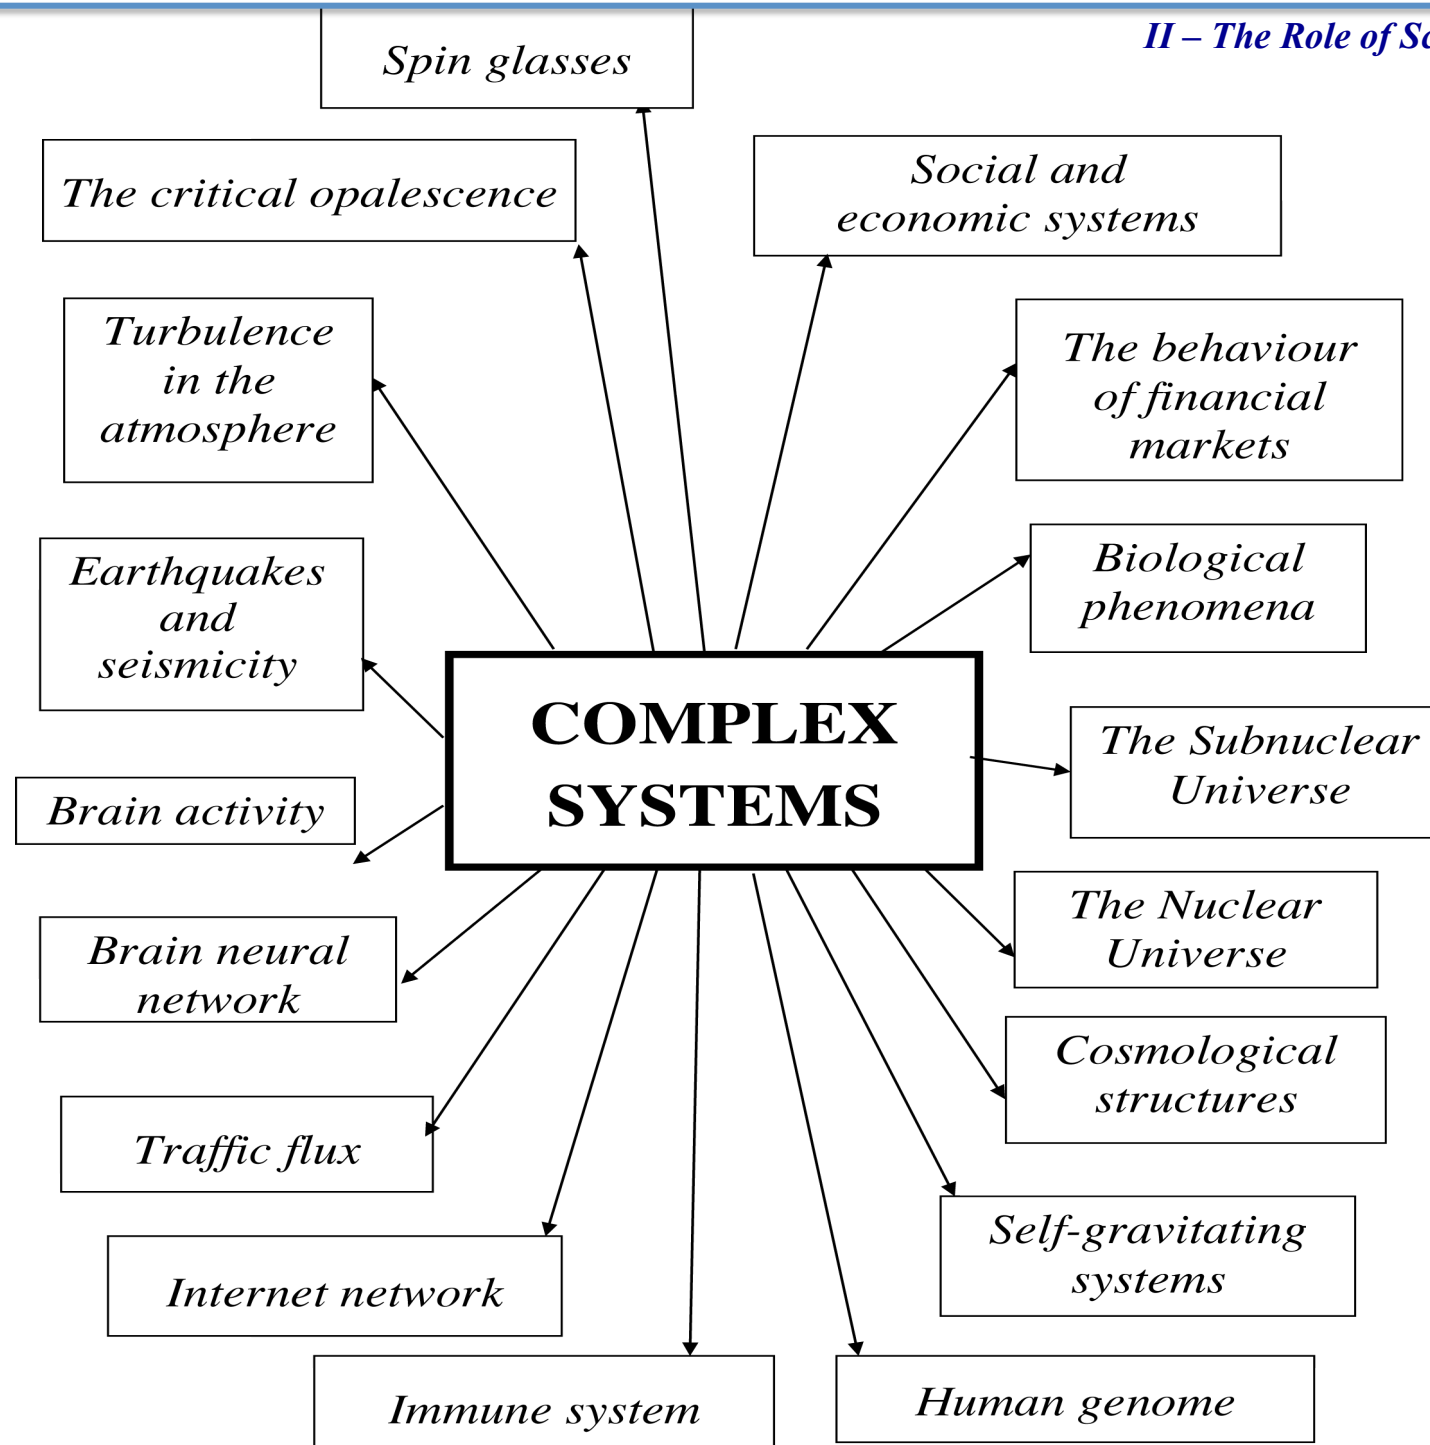 II – The Role of
Spin glasses
The critical opalescence
Social and
economic systems
Turbulence
in the
atmosphere
The behaviour
of financial
markets
Earthquakes
and
seismicity
Biological
phenomena
COMPLEX
SYSTEMS
The Subnuclear
Universe
Brain activity
The Nuclear
Universe
Brain neural
network
Cosmological
structures
Traffic flux
Self-gravitating
systems
Internet network
Immune system
Human genome